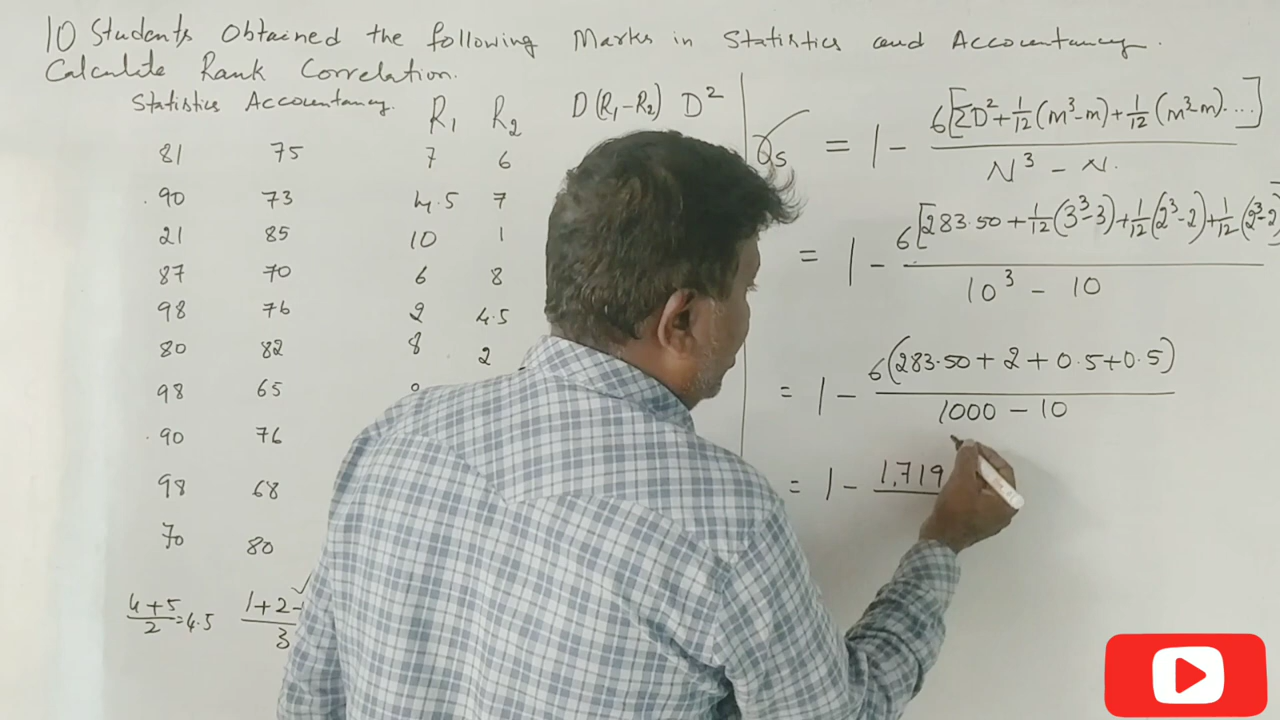 10 Students Obtained the following Marks in Statistics and Accountancy.
Calculate Rank Correlation.
Statistics Accountancy. R₁ R₂ D(R₁-R₂) D²
81 75 7 6
90 73 4.5 7
21 85 10 1
87 70 6 8
98 76 2 4.5
80 82 8 2
98 65
90 76
98 68
70 80
4+5/2 = 4.5
1+2+ /3
= 1 - 6[ΣD² + 1/12(m³-m) + 1/12(m³-m)....] / N³ - N.
= 1 - 6[283.50 + 1/12(3³-3) + 1/12(2³-2) + 1/12(2³-2)] / 10³ - 10
= 1 - 6(283.50 + 2 + 0.5 + 0.5) / 1000 - 10
= 1 - 1,719